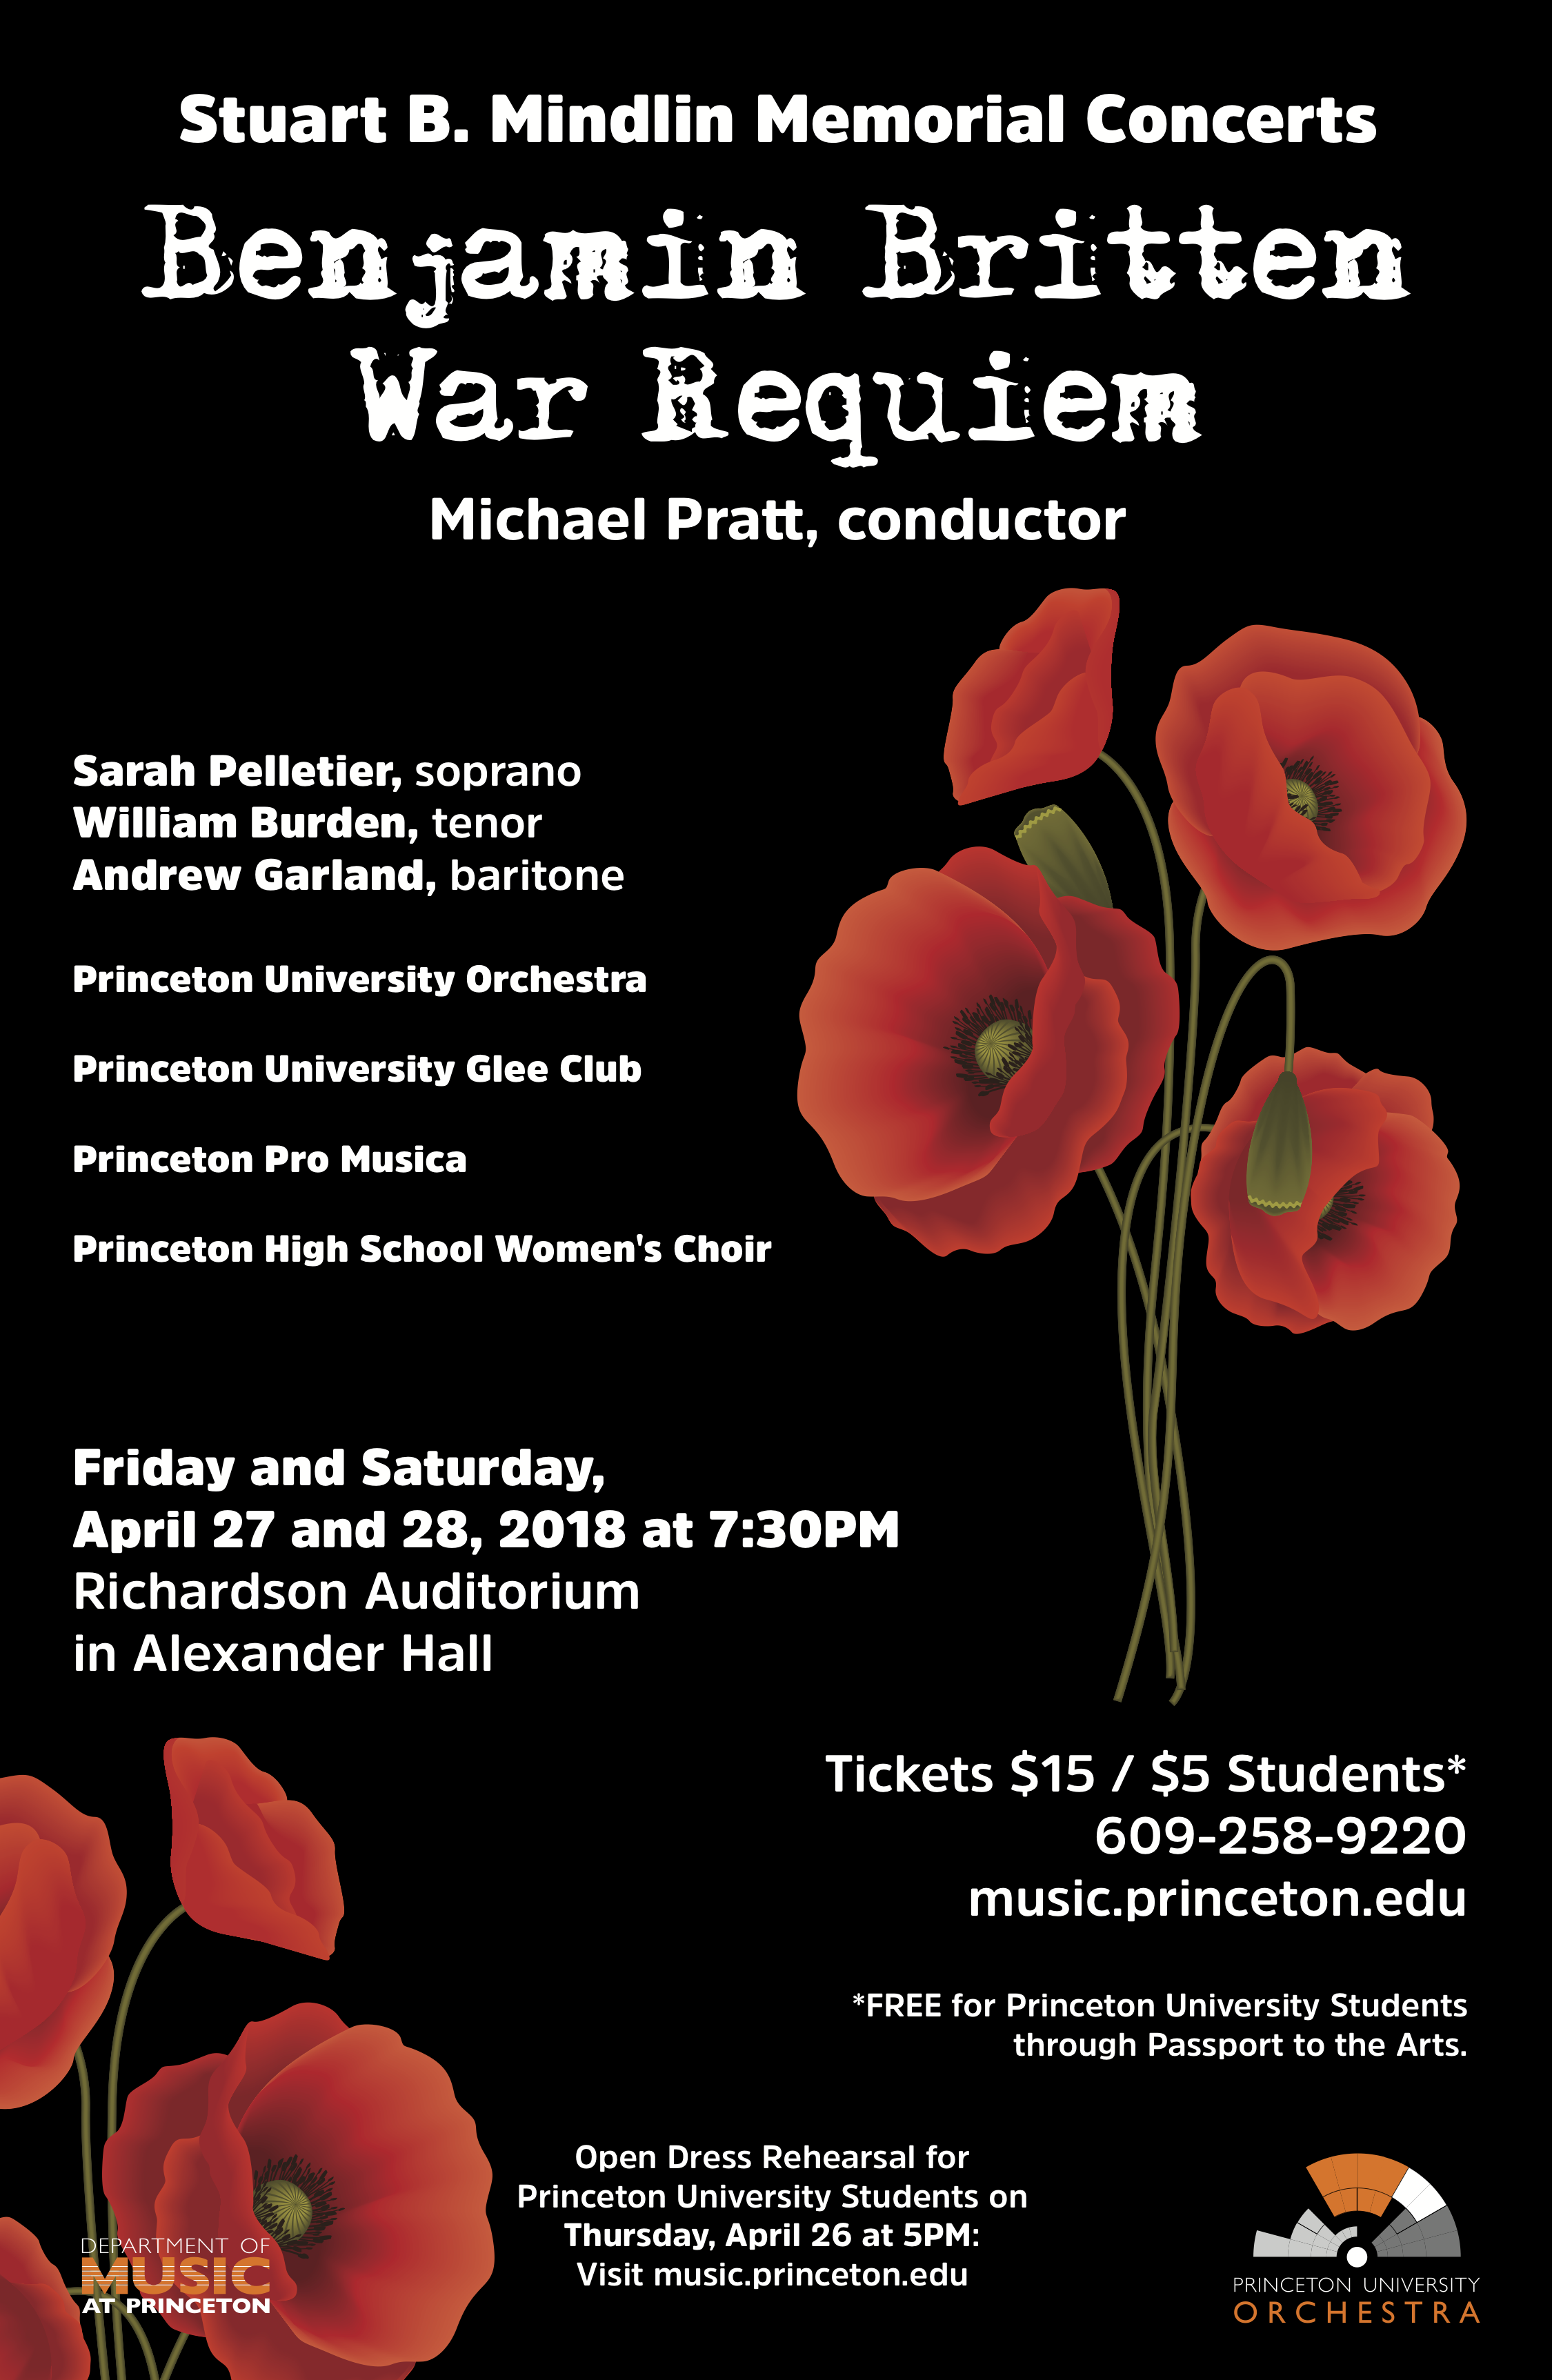 Stuart B. Mindlin Memorial Concerts
Benjamin Britten
War Requiem
Michael Pratt, conductor
Sarah Pelletier, soprano
William Burden, tenor
Andrew Garland, baritone
Princeton University Orchestra
Princeton University Glee Club
Princeton Pro Musica
Princeton High School Women's Choir
Friday and Saturday,
April 27 and 28, 2018 at 7:30PM
Richardson Auditorium
in Alexander Hall
Tickets $15 / $5 Students*
609-258-9220
music.princeton.edu
*FREE for Princeton University Students
through Passport to the Arts.
Open Dress Rehearsal for
Princeton University Students on
Thursday, April 26 at 5PM:
Visit music.princeton.edu
DEPARTMENT OF
MUSIC
AT PRINCETON
PRINCETON UNIVERSITY
ORCHESTRA